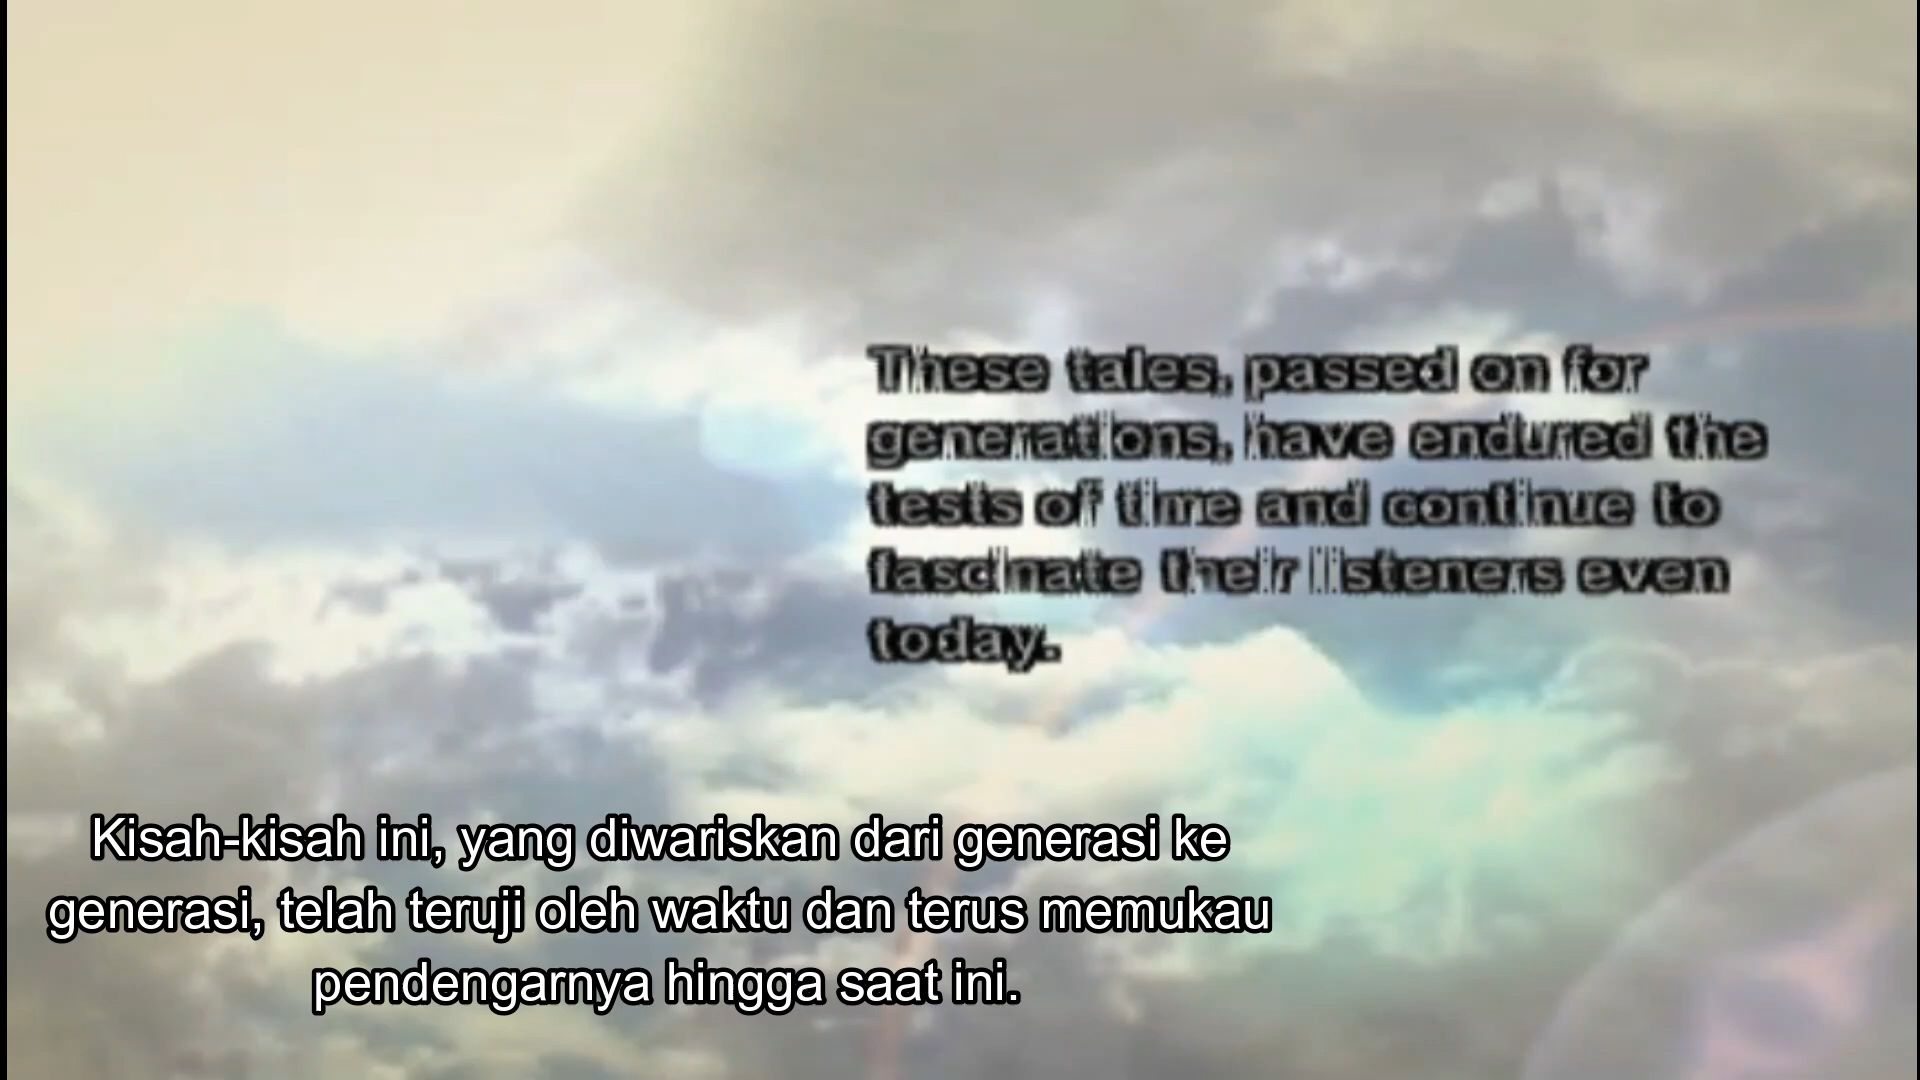 These tales, passed on for
generations, have endured the
tests of time and continue to
fascinate their listeners even
today.
Kisah-kisah ini, yang diwariskan dari generasi ke
generasi, telah teruji oleh waktu dan terus memukau
pendengarnya hingga saat ini.